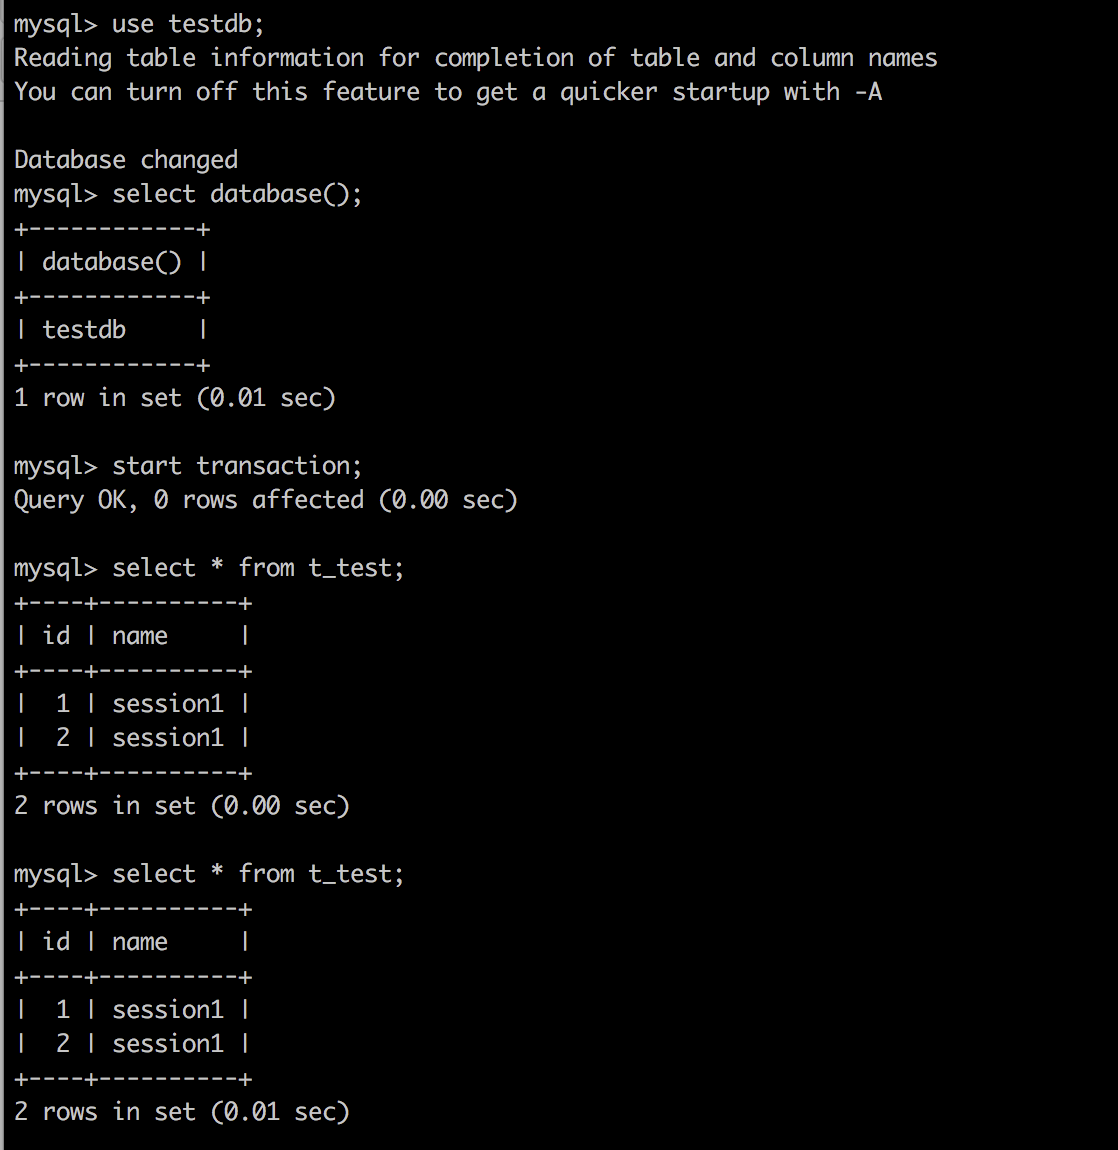 mysql> use testdb;
Reading table information for completion of table and column names
You can turn off this feature to get a quicker startup with -A
Database changed
mysql> select database();
+------------+
| database() |
+------------+
| testdb     |
+------------+
1 row in set (0.01 sec)
mysql> start transaction;
Query OK, 0 rows affected (0.00 sec)
mysql> select * from t_test;
+----+----------+
| id | name     |
+----+----------+
|  1 | session1 |
|  2 | session1 |
+----+----------+
2 rows in set (0.00 sec)
mysql> select * from t_test;
+----+----------+
| id | name     |
+----+----------+
|  1 | session1 |
|  2 | session1 |
+----+----------+
2 rows in set (0.01 sec)